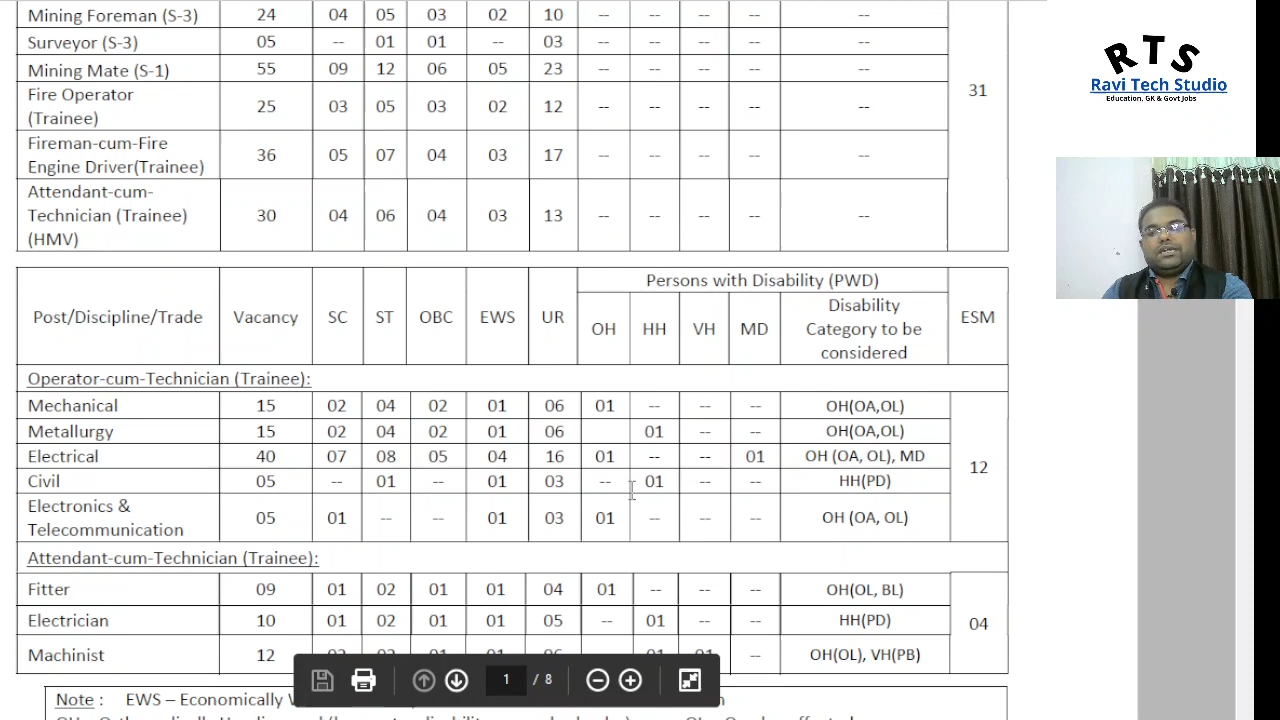 Mining Foreman (S-3) 24 04 05 03 02 10 -- -- -- -- --
Surveyor (S-3) 05 -- 01 01 -- 03 -- -- -- -- --
Mining Mate (S-1) 55 09 12 06 05 23 -- -- -- -- --
Fire Operator
(Trainee) 25 03 05 03 02 12 -- -- -- -- --
31
Fireman-cum-Fire
Engine Driver(Trainee) 36 05 07 04 03 17 -- -- -- -- --
Attendant-cum-
Technician (Trainee) 30 04 06 04 03 13 -- -- -- -- --
(HMV)
RTS
Ravi Tech Studio
Education, GK & Govt Jobs
Persons with Disability (PWD)
Post/Discipline/Trade Vacancy SC ST OBC EWS UR OH HH VH MD
Disability
Category to be
considered
ESM
Operator-cum-Technician (Trainee):
Mechanical 15 02 04 02 01 06 01 -- -- -- OH(OA,OL)
Metallurgy 15 02 04 02 01 06 01 -- -- OH(OA,OL)
Electrical 40 07 08 05 04 16 01 -- -- 01 OH (OA, OL), MD
12
Civil 05 -- 01 -- 01 03 -- 01 -- -- HH(PD)
Electronics &
Telecommunication 05 01 -- -- 01 03 01 -- -- -- OH (OA, OL)
Attendant-cum-Technician (Trainee):
Fitter 09 01 02 01 01 04 01 -- -- -- OH(OL, BL)
Electrician 10 01 02 01 01 05 -- 01 -- -- HH(PD)
04
Machinist 12 -- OH(OL), VH(PB)
1 / 8
Note : EWS – Economically